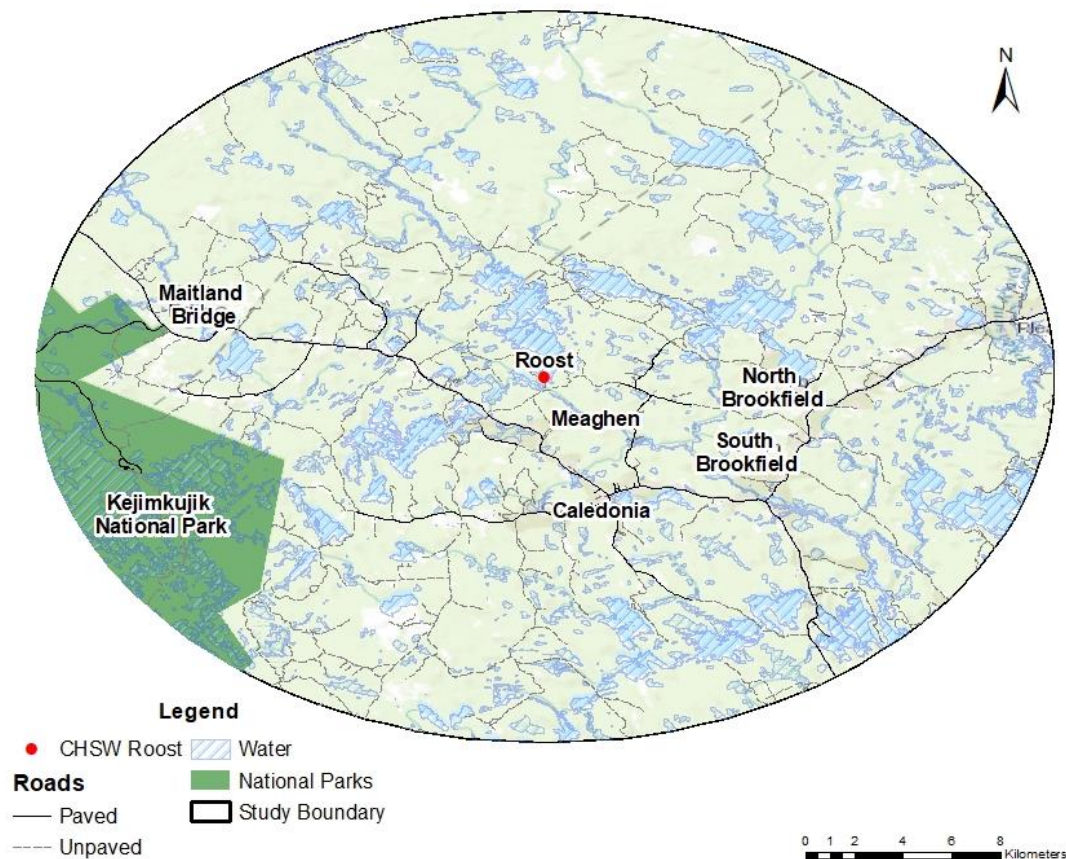 N
Maitland
Bridge
Roost
North
Brookfield
Meaghen
South
Brookfield
Kejimkujik
National Park
Caledonia
Legend
CHSW Roost
Water
Roads
National Parks
Paved
Study Boundary
Unpaved
0 1 2 4 6 8
Kilometers